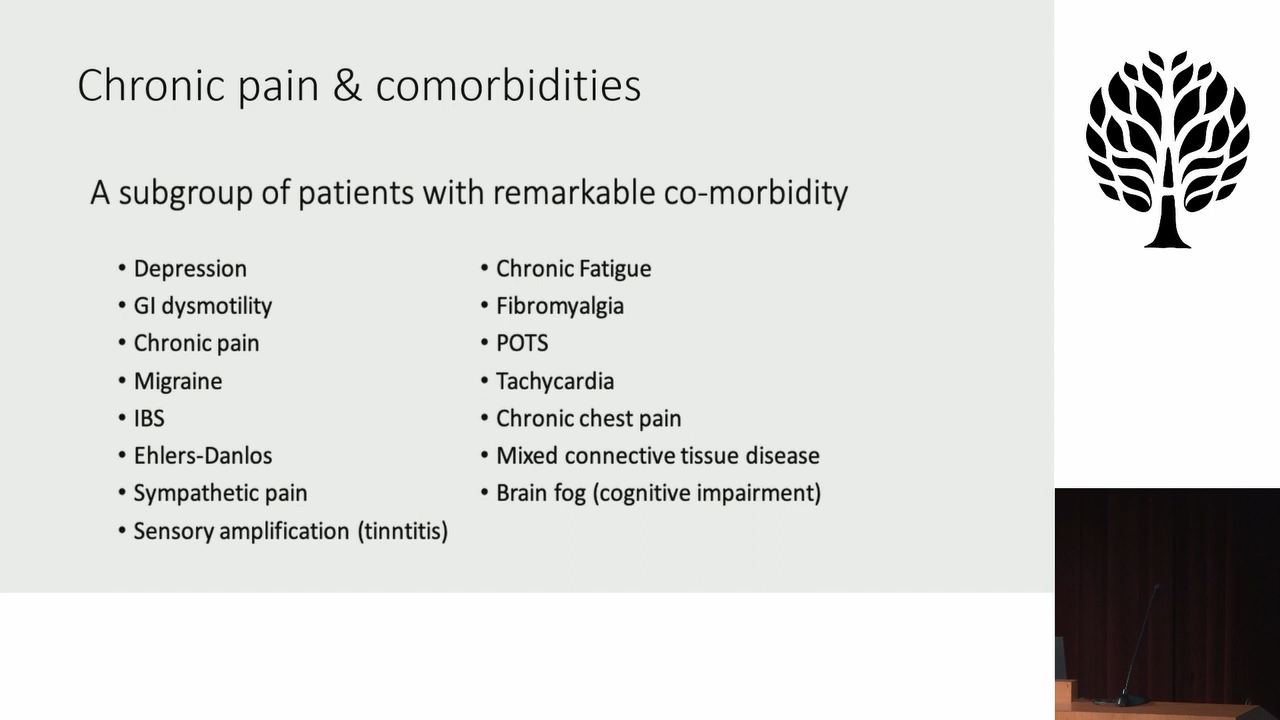 Chronic pain & comorbidities
A subgroup of patients with remarkable co-morbidity
• Depression
• GI dysmotility
• Chronic pain
• Migraine
• IBS
• Ehlers-Danlos
• Sympathetic pain
• Sensory amplification (tinntitis)
• Chronic Fatigue
• Fibromyalgia
• POTS
• Tachycardia
• Chronic chest pain
• Mixed connective tissue disease
• Brain fog (cognitive impairment)